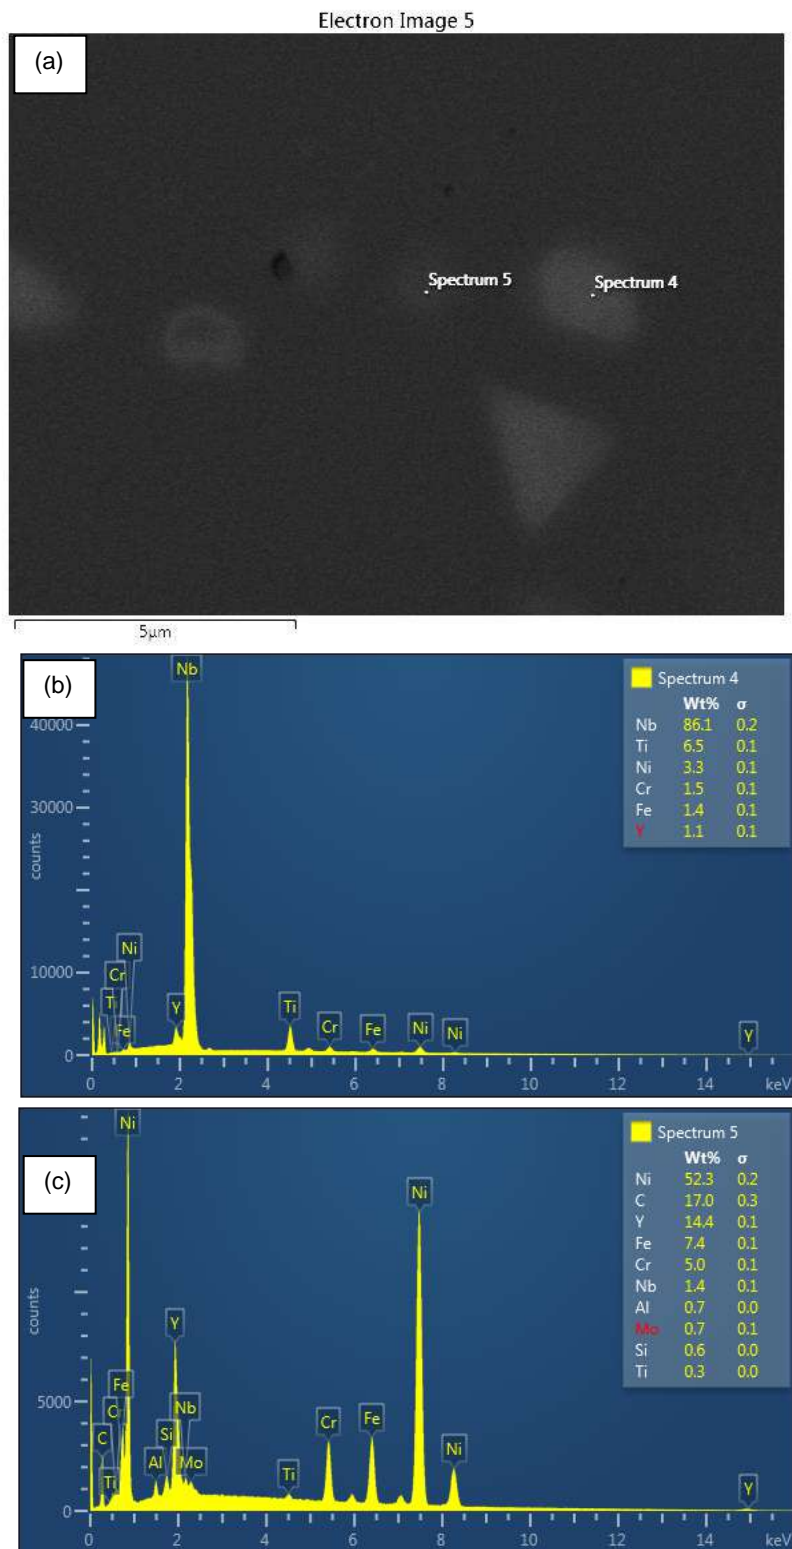 Electron Image 5
(a)
Spectrum 5
Spectrum 4
5µm
(b)
Nb
40000
30000
10000
0
counts
Ni
Cr
Ti
Fe
Y
Ti
Cr
Fe
Ni
Ni
Y
0 2 4 6 8 10 12 14 keV
Spectrum 4
Wt% σ
Nb 86.1 0.2
Ti 6.5 0.1
Ni 3.3 0.1
Cr 1.5 0.1
Fe 1.4 0.1
Y 1.1 0.1
(c)
Ni
Ni
Y
Fe
C
Nb
Si
C
Ti
Al
Mo
Ti
Cr
Fe
Ni
Y
5000
0
counts
0 2 4 6 8 10 12 14 keV
Spectrum 5
Wt% σ
Ni 52.3 0.2
C 17.0 0.3
Y 14.4 0.1
Fe 7.4 0.1
Cr 5.0 0.1
Nb 1.4 0.1
Al 0.7 0.0
Mo 0.7 0.1
Si 0.6 0.0
Ti 0.3 0.0